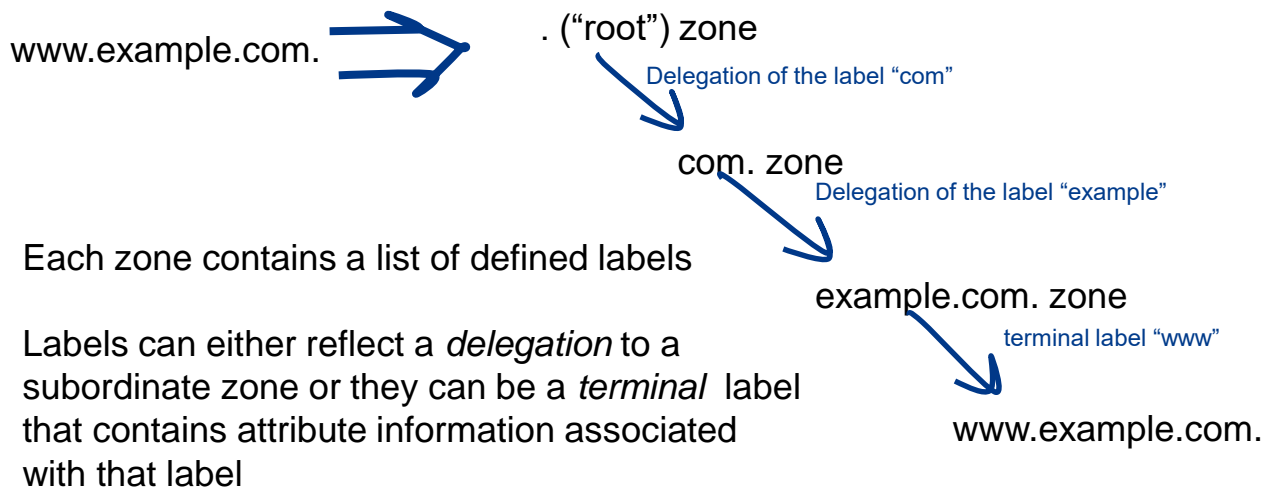 www.example.com.
. (“root”) zone
Delegation of the label “com”
com. zone
Delegation of the label “example”
Each zone contains a list of defined labels
example.com. zone
terminal label “www”
Labels can either reflect a delegation to a
subordinate zone or they can be a terminal label
that contains attribute information associated
with that label
www.example.com.